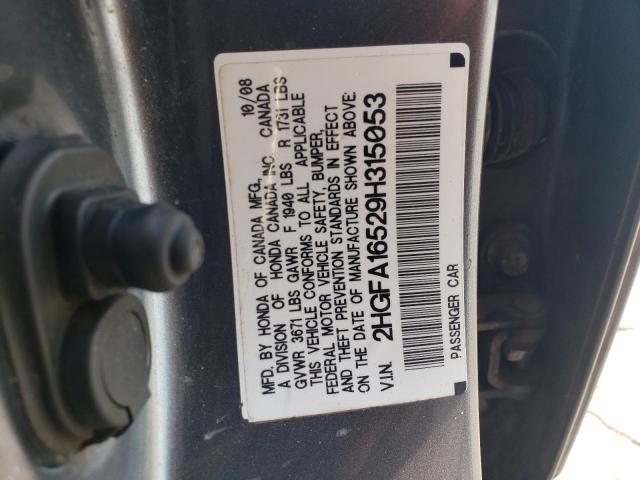 MFD. BY HONDA OF CANADA MFG., 10/08
A DIVISION OF HONDA CANADA INC. CANADA
GVWR 3671 LBS GAWR F 1940 LBS R 1731 LBS
THIS VEHICLE CONFORMS TO ALL APPLICABLE
FEDERAL MOTOR VEHICLE SAFETY, BUMPER,
AND THEFT PREVENTION STANDARDS IN EFFECT
ON THE DATE OF MANUFACTURE SHOWN ABOVE.
V.I.N. 2HGFA16529H315053
PASSENGER CAR